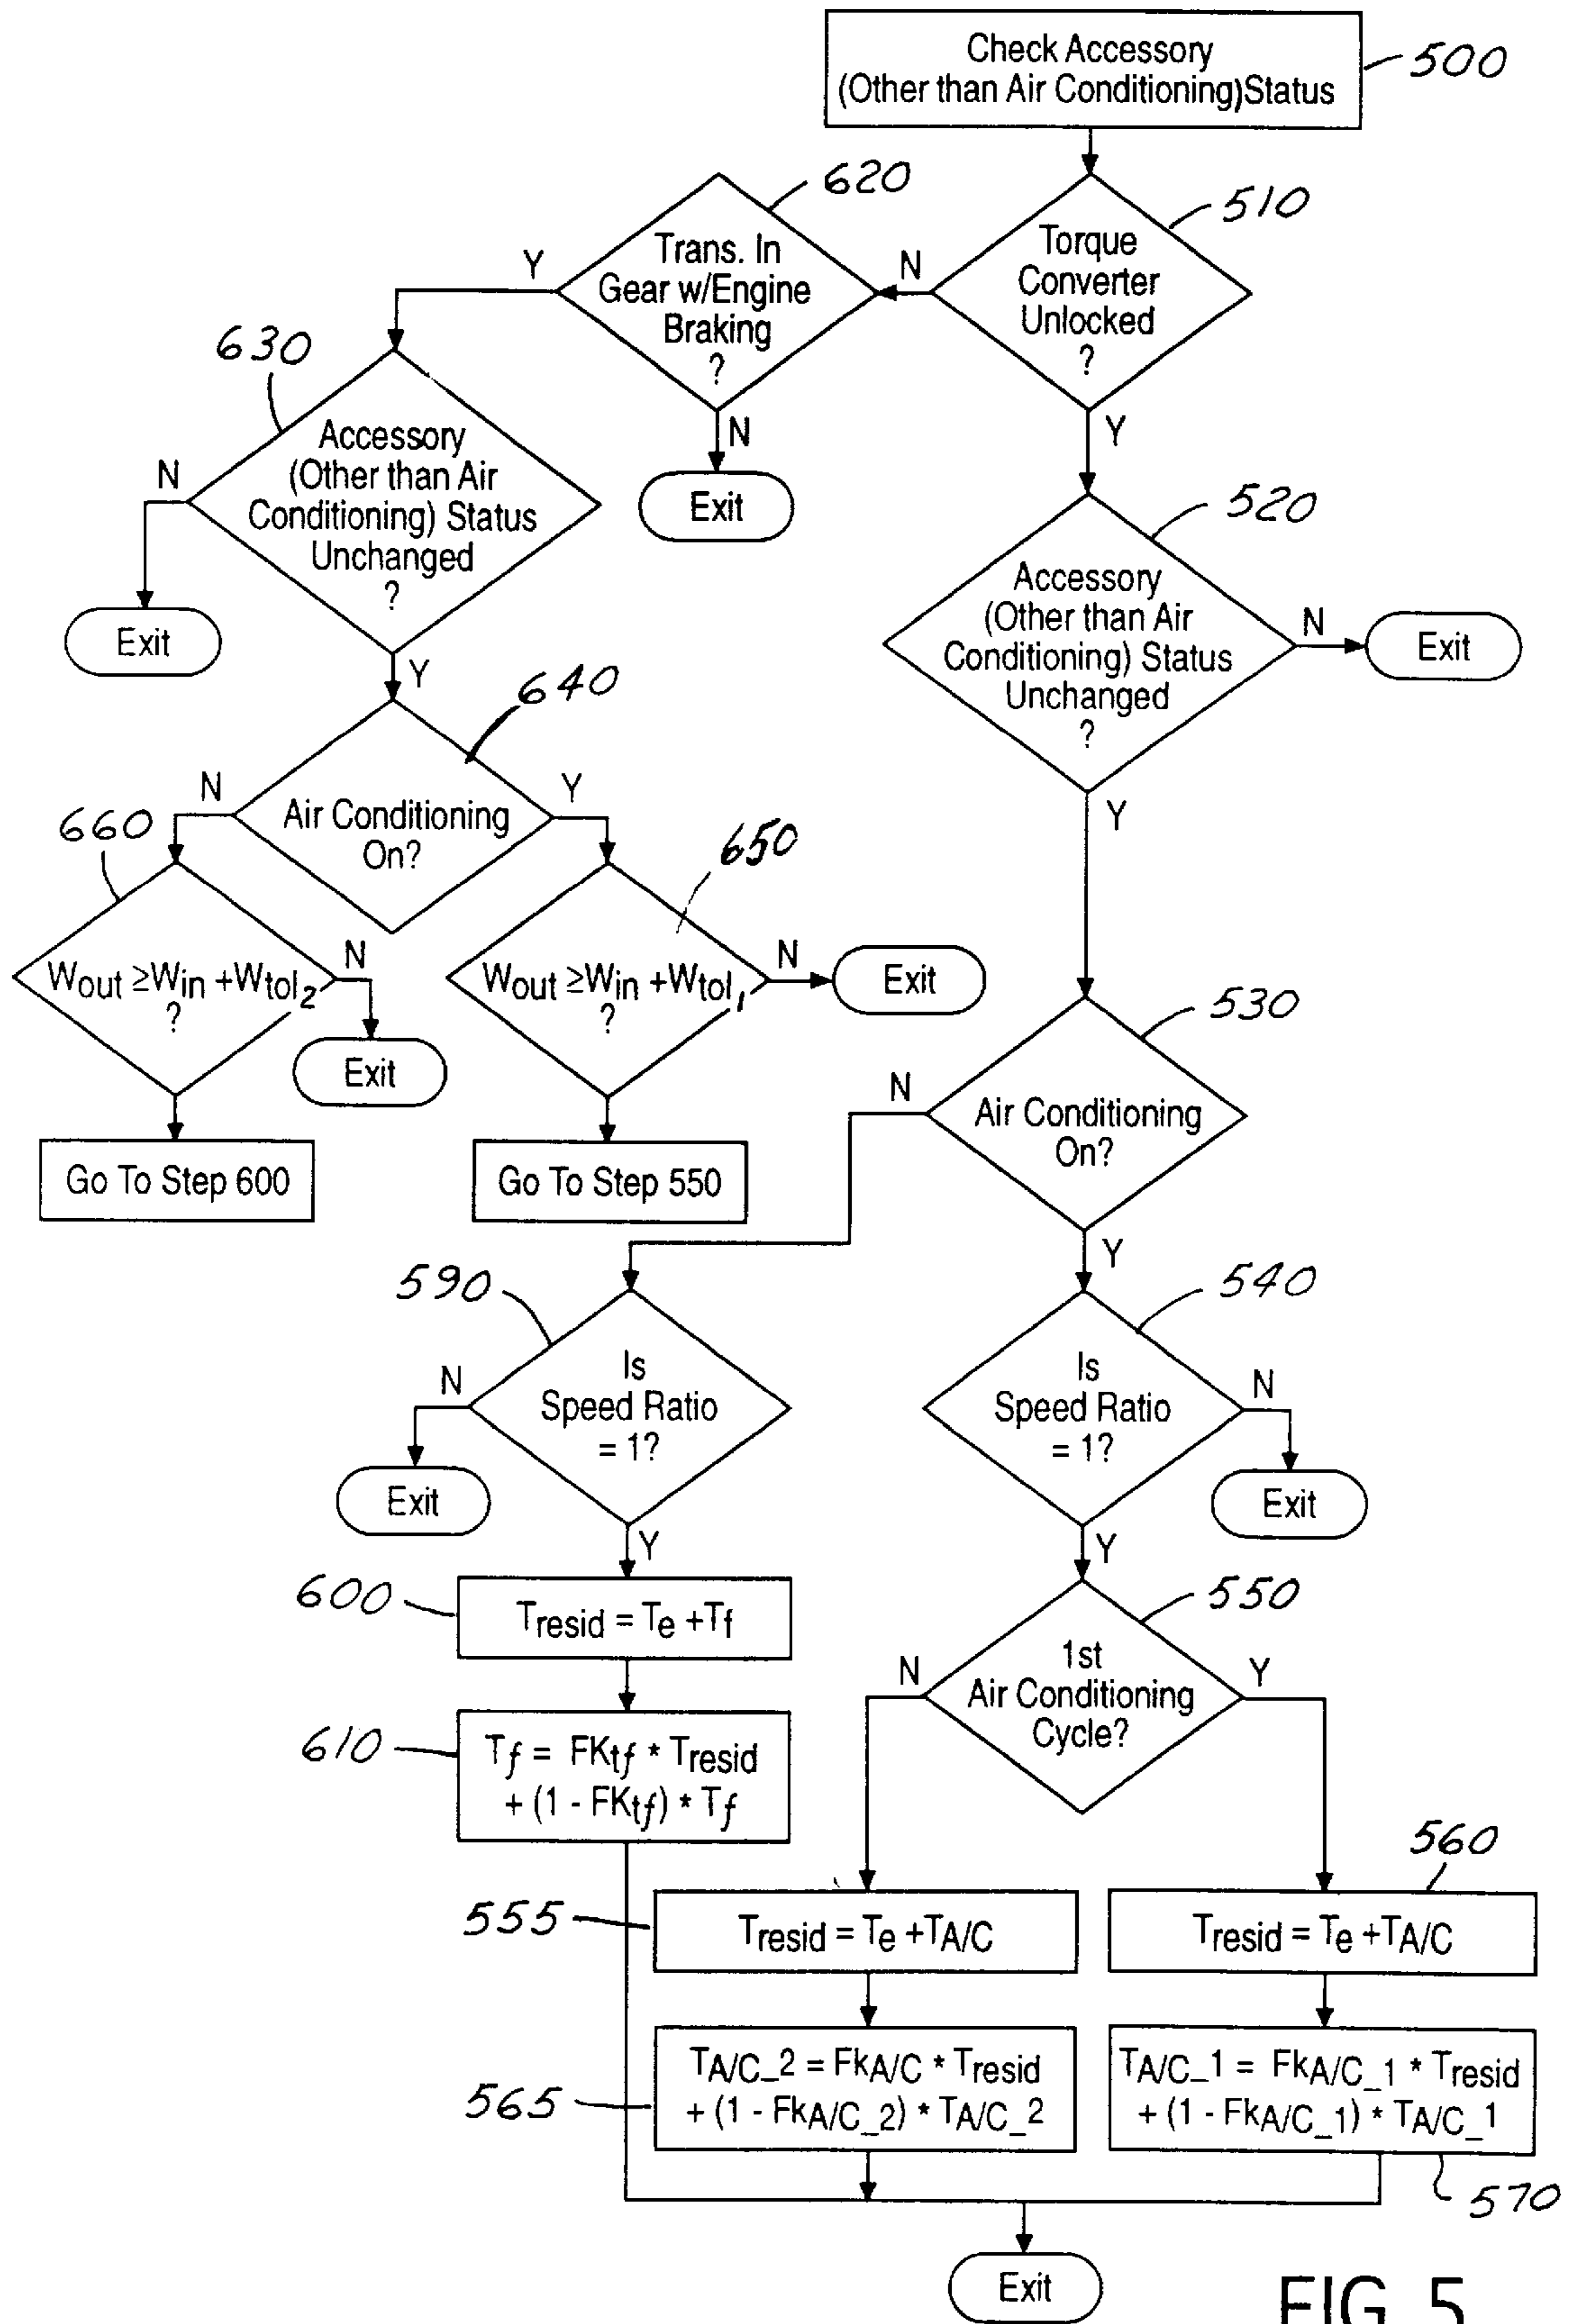 Check Accessory
(Other than Air Conditioning)Status
500
620
510
Trans. In
Gear w/Engine
Braking
?
Y
N
Torque
Converter
Unlocked
?
N
Y
630
Accessory
(Other than Air
Conditioning) Status
Unchanged
?
N
Y
Exit
Exit
520
Accessory
(Other than Air
Conditioning) Status
Unchanged
?
N
Exit
Y
640
Air Conditioning
On?
N
Y
660
Wout ≥Win +Wtol2
?
N
Exit
Go To Step 600
650
Wout ≥Win +Wtol1
?
N
Exit
Go To Step 550
530
Air Conditioning
On?
N
Y
590
Is
Speed Ratio
= 1?
N
Exit
Y
540
Is
Speed Ratio
= 1?
N
Exit
Y
600
Tresid = Te +Tf
610
Tf = FKtf * Tresid
+ (1 - FKtf) * Tf
550
1st
Air Conditioning
Cycle?
N
Y
555
Tresid = Te +TA/C
560
Tresid = Te +TA/C
565
TA/C_2 = FkA/C * Tresid
+ (1 - FkA/C_2) * TA/C_2
TA/C_1 = FkA/C_1 * Tresid
+ (1 - FkA/C_1) * TA/C_1
570
Exit
FIG. 5